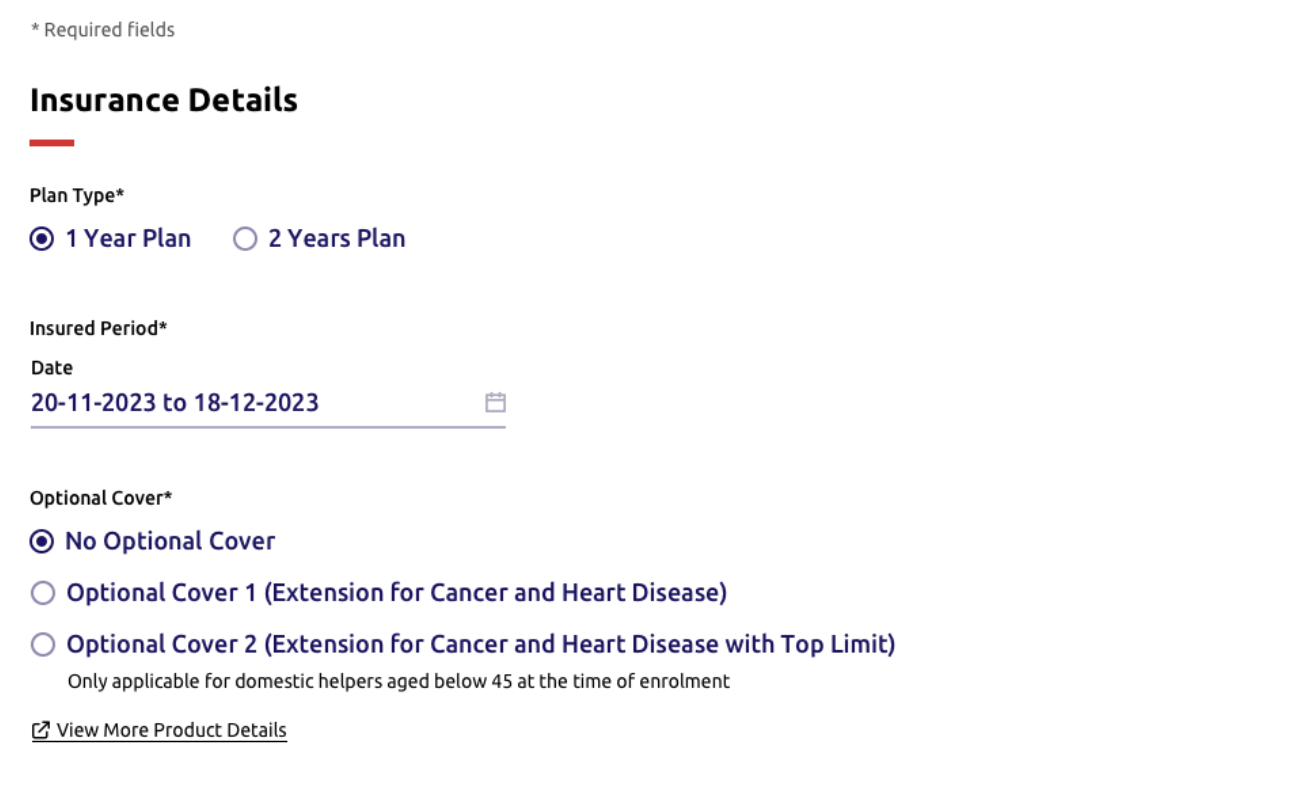 * Required fields
Insurance Details
Plan Type*
1 Year Plan 2 Years Plan
Insured Period*
Date
20-11-2023 to 18-12-2023
Optional Cover*
No Optional Cover
Optional Cover 1 (Extension for Cancer and Heart Disease)
Optional Cover 2 (Extension for Cancer and Heart Disease with Top Limit)
Only applicable for domestic helpers aged below 45 at the time of enrolment
View More Product Details